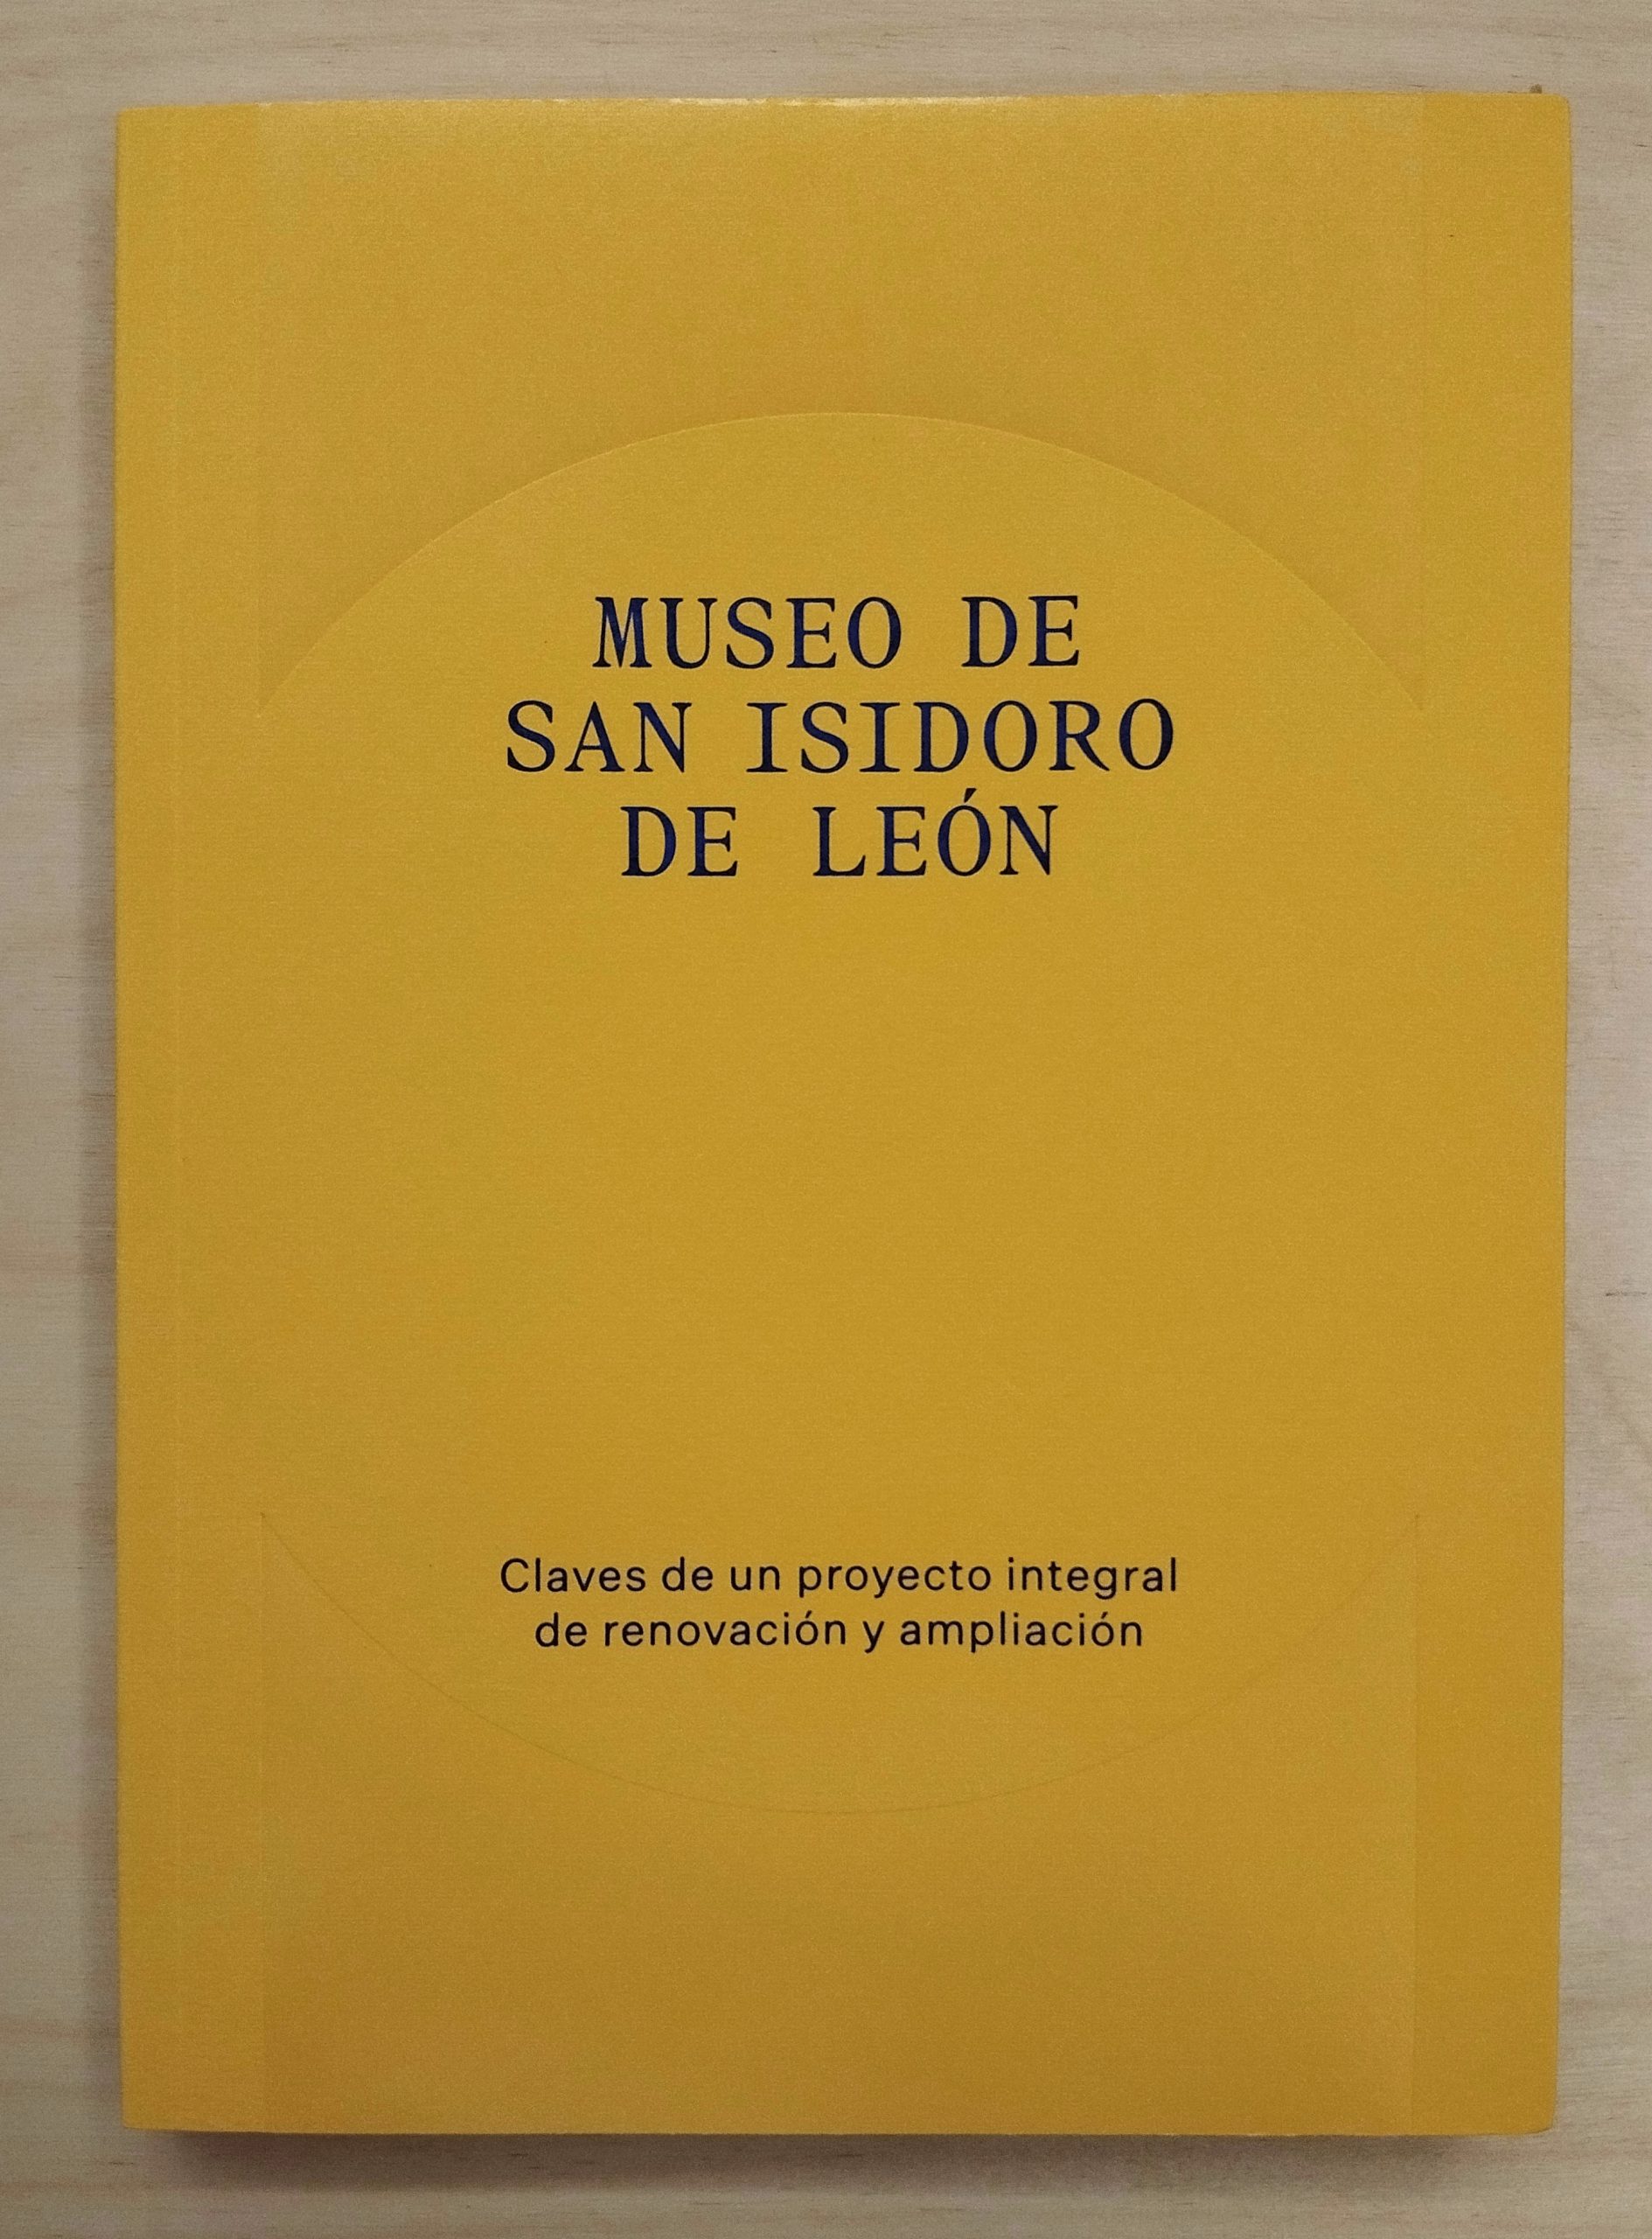 MUSEO DE
SAN ISIDORO
DE LEÓN
Claves de un proyecto integral
de renovación y ampliación